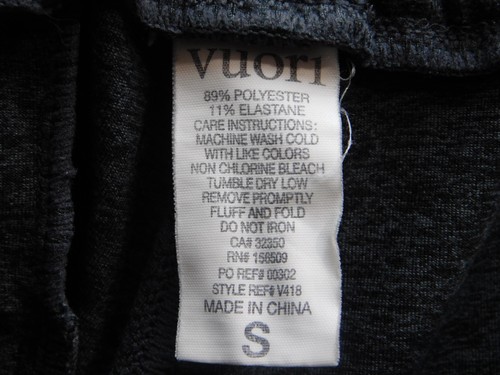 vuori
89% POLYESTER
11% ELASTANE
CARE INSTRUCTIONS:
MACHINE WASH COLD
WITH LIKE COLORS
NON CHLORINE BLEACH
TUMBLE DRY LOW
REMOVE PROMPTLY
FLUFF AND FOLD
DO NOT IRON
CA# 32350
RN# 156509
PO REF# 00302
STYLE REF# V418
MADE IN CHINA
S